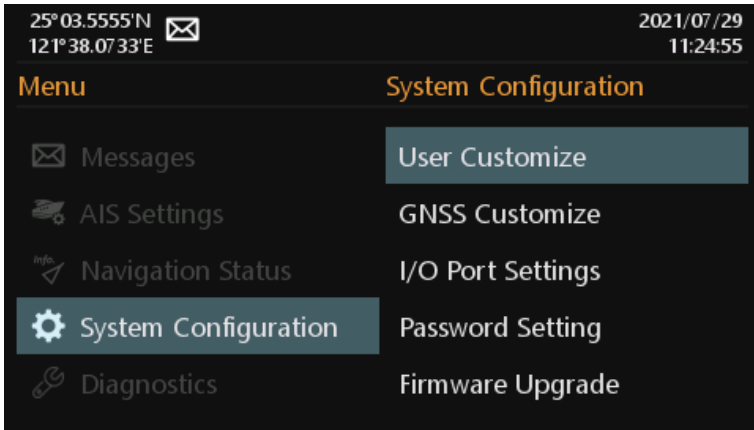 25°03.5555'N
121°38.0733'E
2021/07/29
11:24:55
Menu
Messages
AIS Settings
Info.
Navigation Status
System Configuration
Diagnostics
System Configuration
User Customize
GNSS Customize
I/O Port Settings
Password Setting
Firmware Upgrade